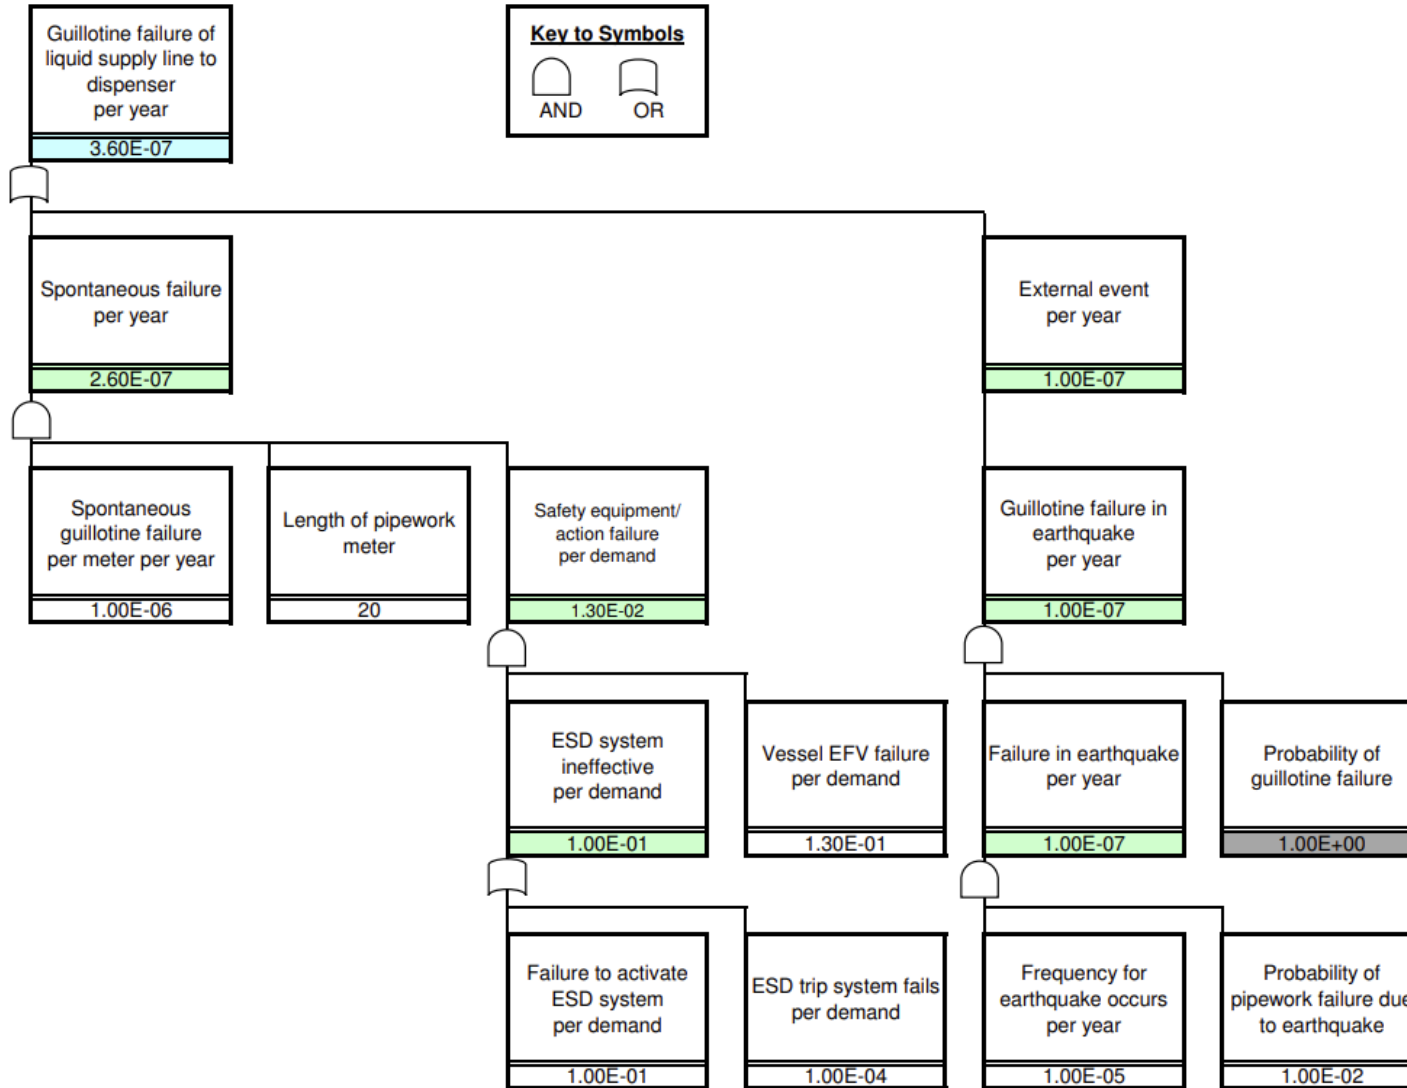 Guillotine failure of
liquid supply line to
dispenser
per year
3.60E-07
Key to Symbols
AND
OR
Spontaneous failure
per year
2.60E-07
External event
per year
1.00E-07
Spontaneous
guillotine failure
per meter per year
1.00E-06
Length of pipework
meter
20
Safety equipment/
action failure
per demand
1.30E-02
Guillotine failure in
earthquake
per year
1.00E-07
ESD system
ineffective
per demand
1.00E-01
Vessel EFV failure
per demand
1.30E-01
Failure in earthquake
per year
1.00E-07
Probability of
guillotine failure
1.00E+00
Failure to activate
ESD system
per demand
1.00E-01
ESD trip system fails
per demand
1.00E-04
Frequency for
earthquake occurs
per year
1.00E-05
Probability of
pipework failure due
to earthquake
1.00E-02